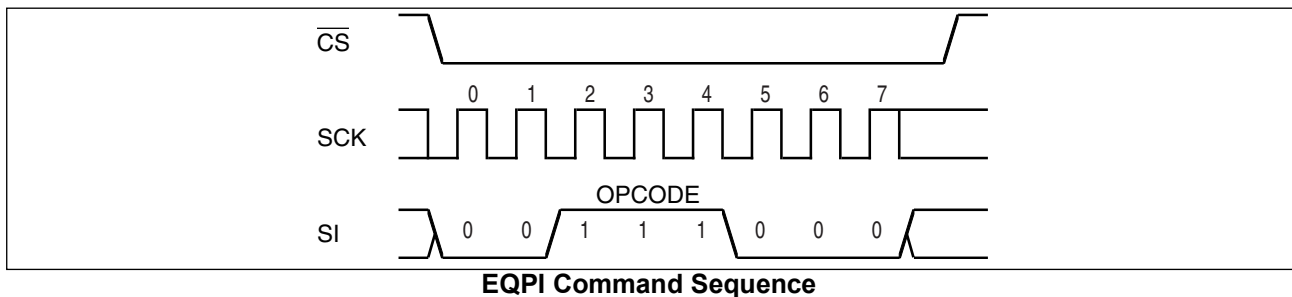 CS
0 1 2 3 4 5 6 7
SCK
OPCODE
SI 0 0 1 1 1 0 0 0
EQPI Command Sequence